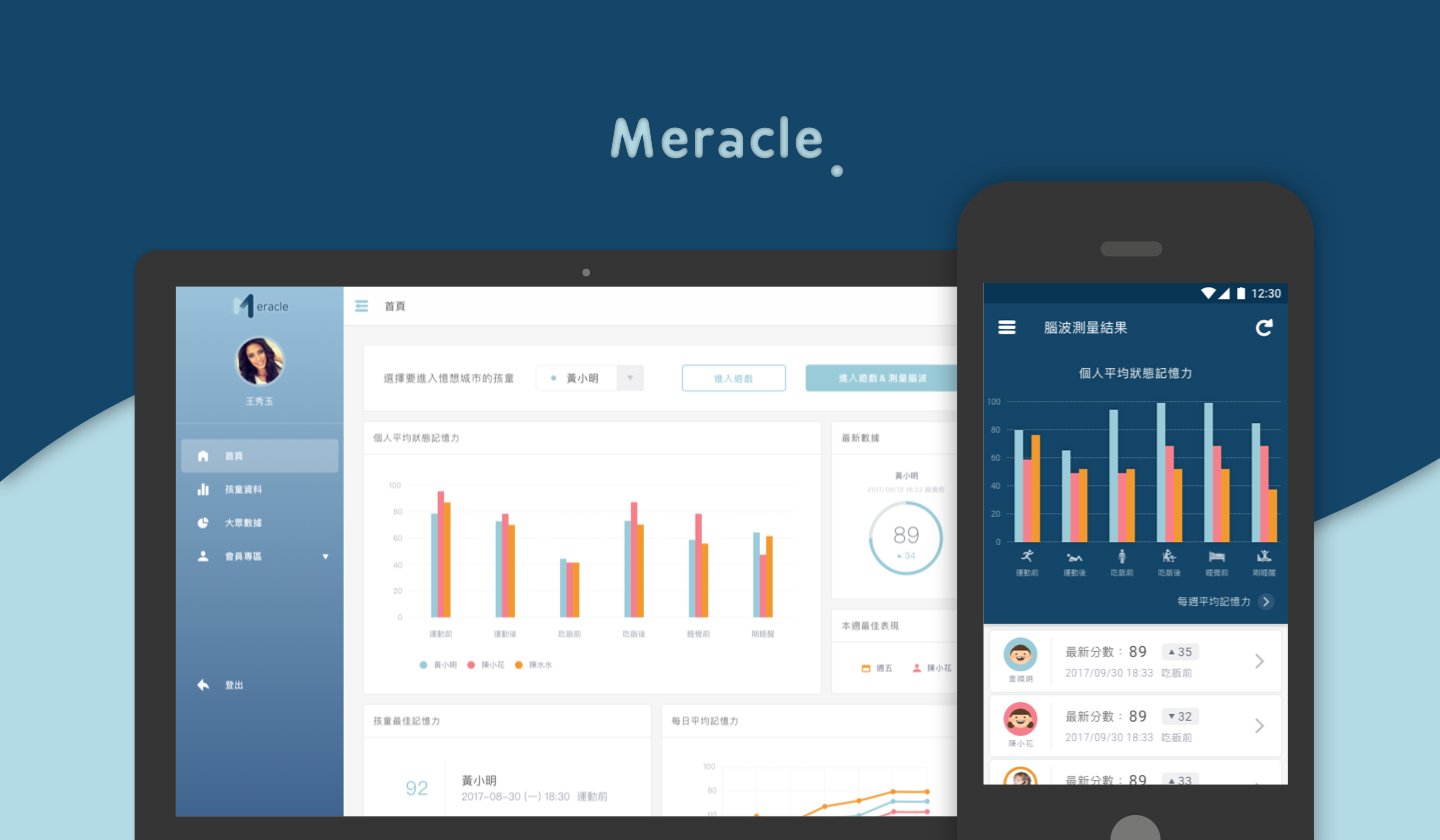 Meracle.
Meracle
王秀玉
首頁
孩童資料
大眾數據
會員專區
登出
首頁
選擇要進入憶想城市的孩童
黃小明
進入遊戲
進入遊戲 & 測量腦波
個人平均狀態記憶力
100
80
60
40
20
0
運動前 運動後 吃飯前 吃飯後 睡覺前 剛睡醒
黃小明 陳小花 陳水水
最新數據
黃小明
2017/09/12 18:33 睡覺前
89
▲ 34
本週最佳表現
週五 陳小花
孩童最佳記憶力
92
黃小明
2017-08-30 (一) 18:30 運動前
每日平均記憶力
100
80
60
12:30
腦波測量結果
個人平均狀態記憶力
100
80
60
40
20
0
運動前 運動後 吃飯前 吃飯後 睡覺前 剛睡醒
每週平均記憶力
最新分數：89 ▲ 35
2017/09/30 18:33 吃飯前
最新分數：89 ▼ 32
2017/09/30 18:33 吃飯前
陳小花
最新分數：89 ▲ 33